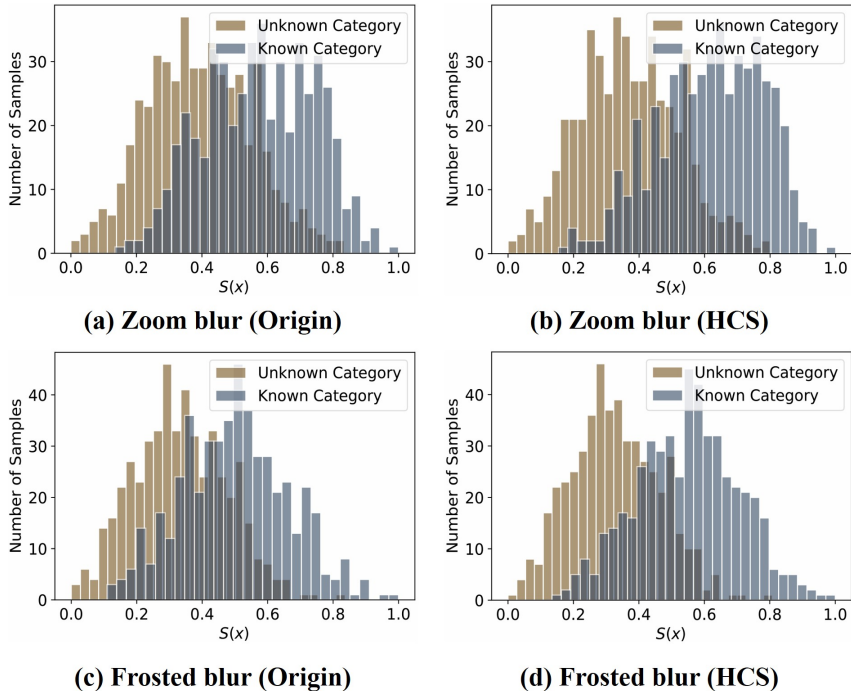 Unknown Category
Known Category
Number of Samples
30
20
10
0
0.0 0.2 0.4 0.6 0.8 1.0
S(x)
(a) Zoom blur (Origin)
Unknown Category
Known Category
Number of Samples
30
20
10
0
0.0 0.2 0.4 0.6 0.8 1.0
S(x)
(b) Zoom blur (HCS)
Unknown Category
Known Category
Number of Samples
40
30
20
10
0
0.0 0.2 0.4 0.6 0.8 1.0
S(x)
(c) Frosted blur (Origin)
Unknown Category
Known Category
Number of Samples
40
30
20
10
0
0.0 0.2 0.4 0.6 0.8 1.0
S(x)
(d) Frosted blur (HCS)